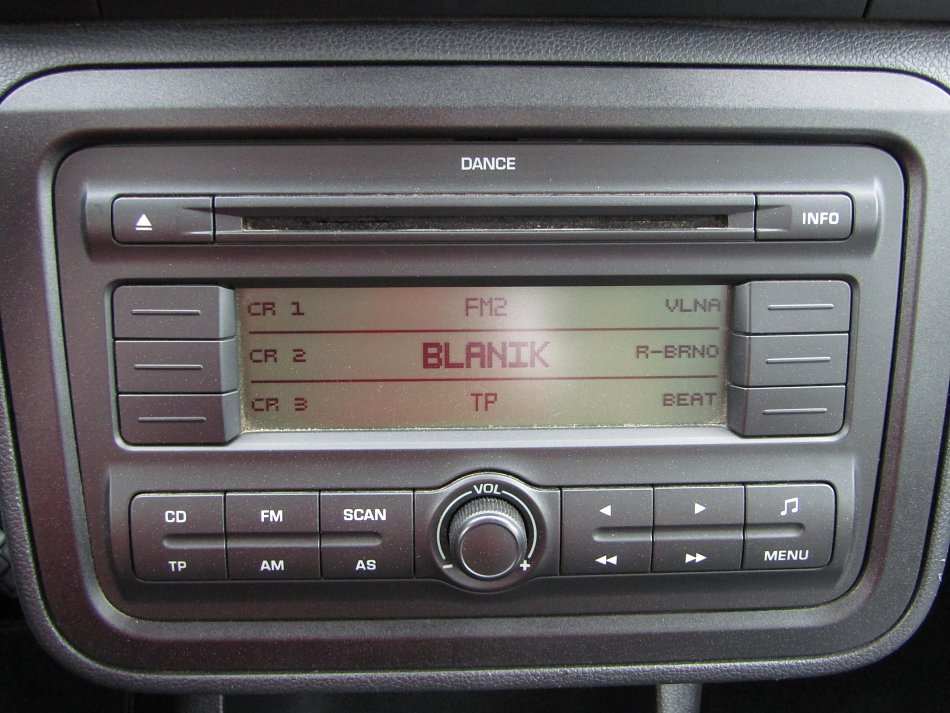 DANCE
INFO
CR 1 FM2 VLNA
CR 2 BLANIK R-BRNO
CR 3 TP BEAT
VOL
CD FM SCAN
TP AM AS MENU
- +